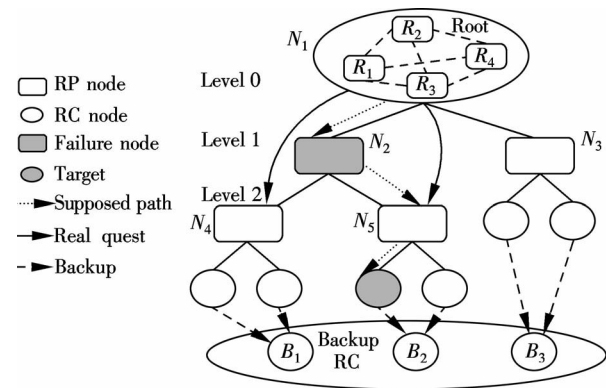 N1
R2
Root
R1
R4
R3
Level 0
RP node
RC node
Failure node
Target
Supposed path
Real quest
Backup
Level 1
N2
N3
Level 2
N4
N5
Backup
RC
B1
B2
B3